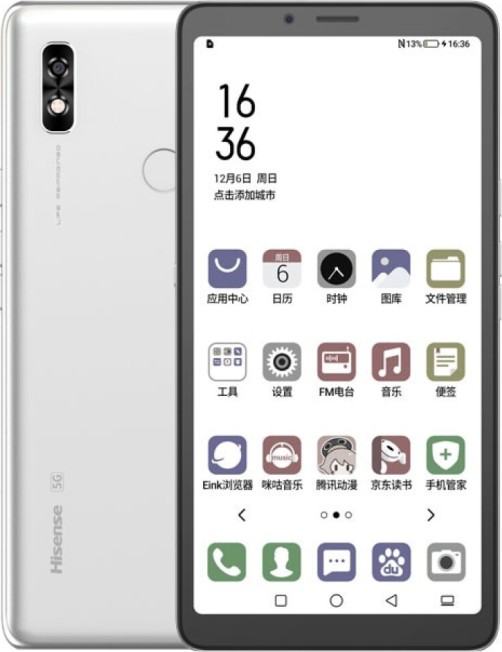 N 13% 16:36
16
36
12月6日 周日
点击添加城市
周日
6
应用中心 日历 时钟 图库 文件管理
工具 设置 FM电台 音乐 便签
music
Eink浏览器 咪咕音乐 腾讯动漫 京东读书 手机管家
du
LIFE REIMAGINED
Hisense 5G